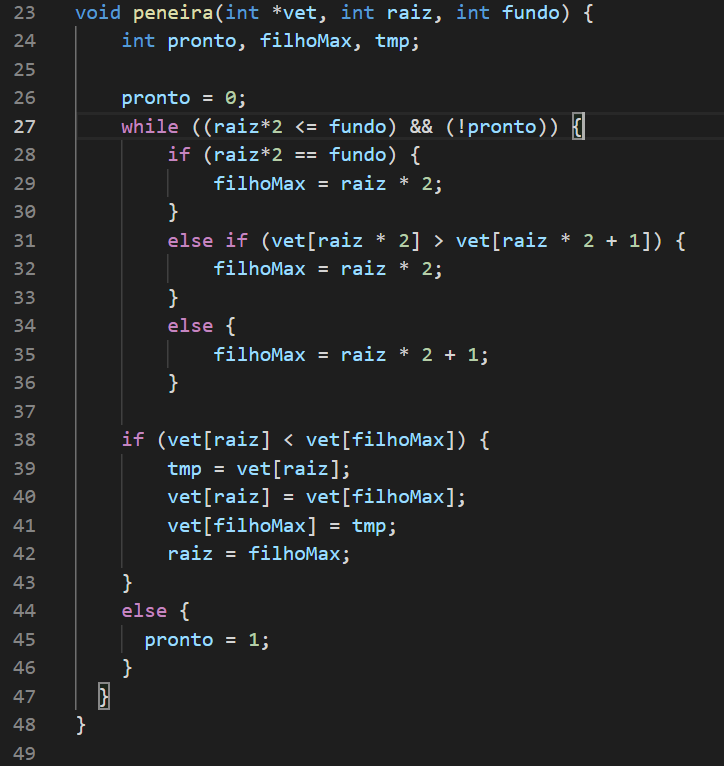 23 void peneira(int *vet, int raiz, int fundo) {
24     int pronto, filhoMax, tmp;
25
26     pronto = 0;
27     while ((raiz*2 <= fundo) && (!pronto)) {
28         if (raiz*2 == fundo) {
29             filhoMax = raiz * 2;
30         }
31         else if (vet[raiz * 2] > vet[raiz * 2 + 1]) {
32             filhoMax = raiz * 2;
33         }
34         else {
35             filhoMax = raiz * 2 + 1;
36         }
37
38     if (vet[raiz] < vet[filhoMax]) {
39         tmp = vet[raiz];
40         vet[raiz] = vet[filhoMax];
41         vet[filhoMax] = tmp;
42         raiz = filhoMax;
43     }
44     else {
45       pronto = 1;
46     }
47   }
48 }
49